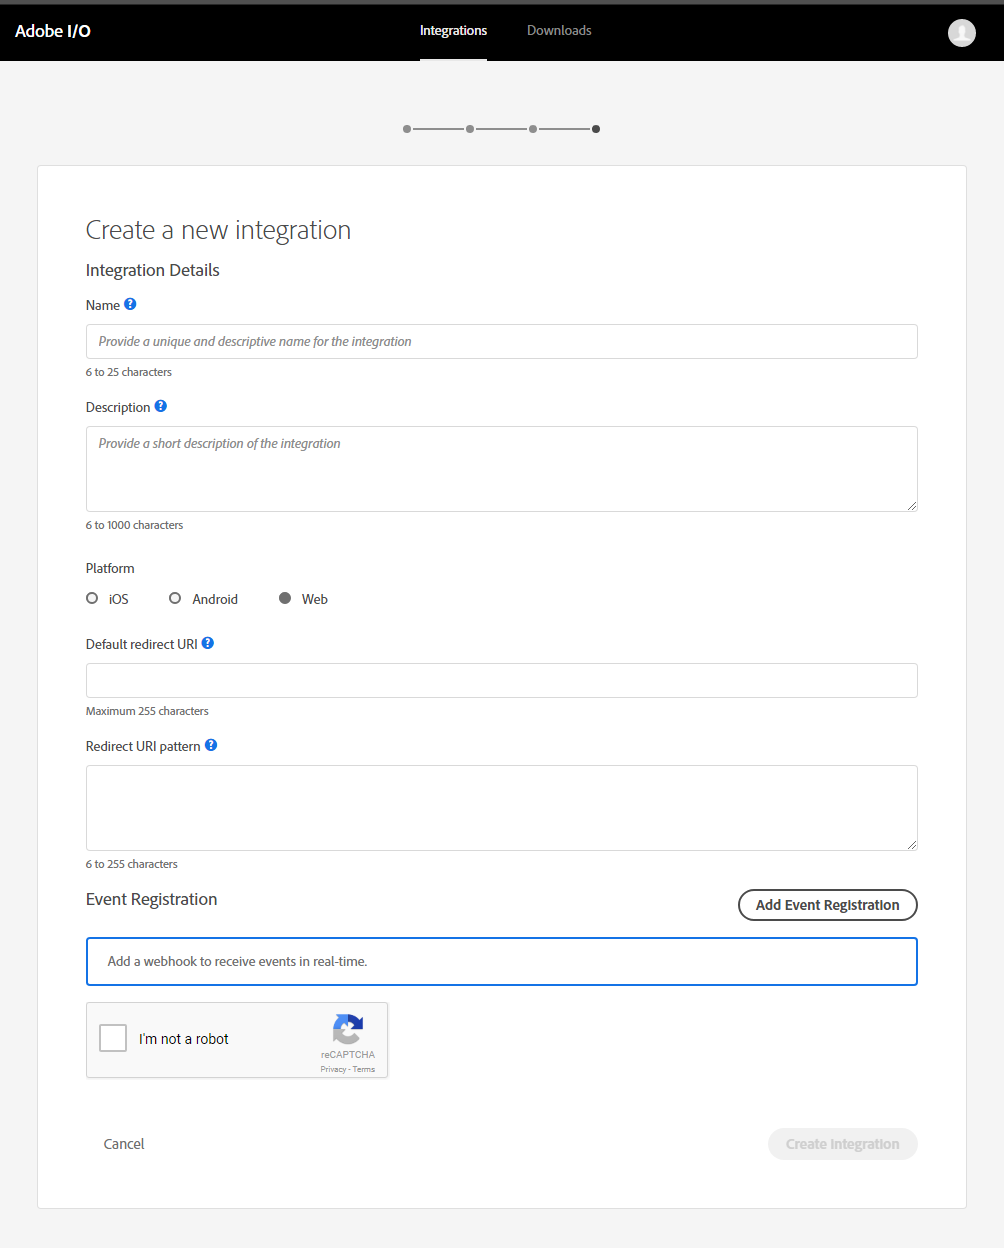 Adobe I/O
Integrations
Downloads
Create a new integration
Integration Details
Name ?
Provide a unique and descriptive name for the integration
6 to 25 characters
Description ?
Provide a short description of the integration
6 to 1000 characters
Platform
iOS Android Web
Default redirect URI ?
Maximum 255 characters
Redirect URI pattern ?
6 to 255 characters
Event Registration
Add Event Registration
Add a webhook to receive events in real-time.
I'm not a robot
reCAPTCHA
Privacy - Terms
Cancel
Create Integration